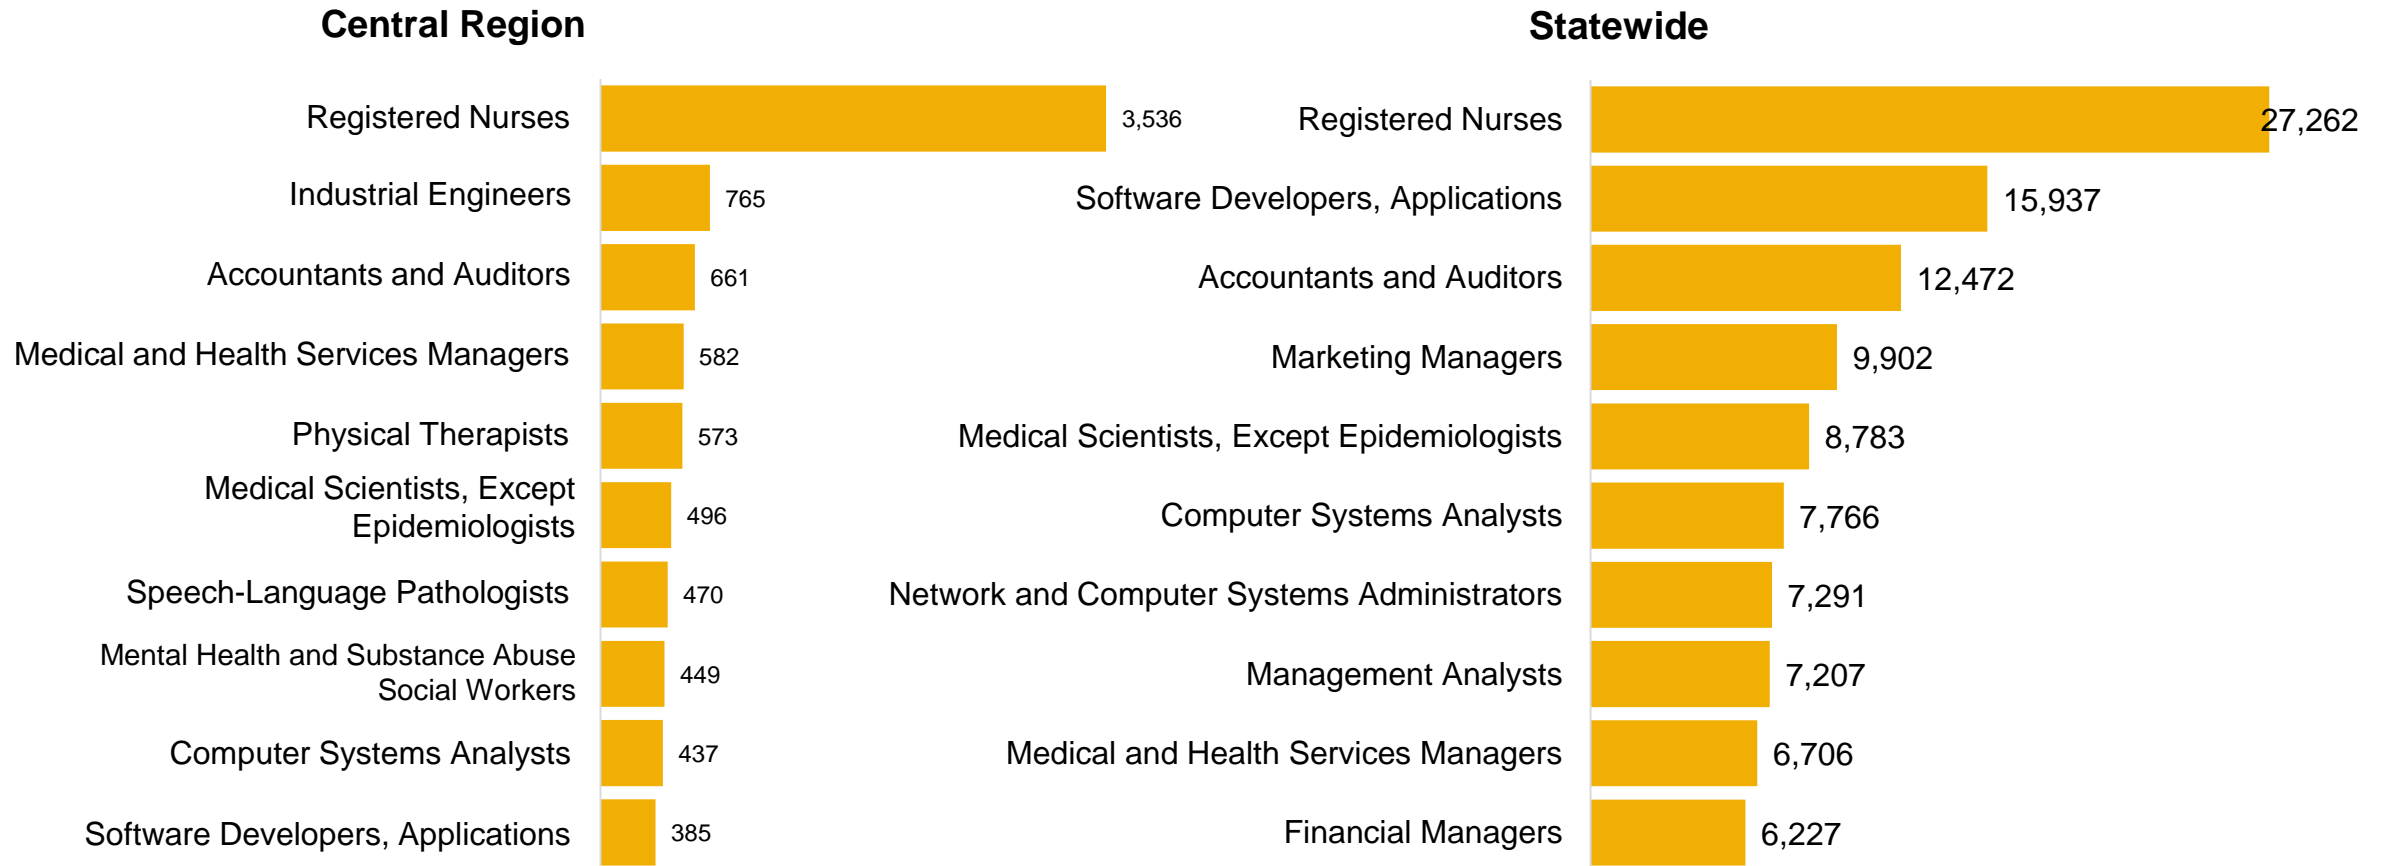 Central Region
Registered Nurses 3,536
Industrial Engineers 765
Accountants and Auditors 661
Medical and Health Services Managers 582
Physical Therapists 573
Medical Scientists, Except
Epidemiologists 496
Speech-Language Pathologists 470
Mental Health and Substance Abuse
Social Workers 449
Computer Systems Analysts 437
Software Developers, Applications 385
Statewide
Registered Nurses 27,262
Software Developers, Applications 15,937
Accountants and Auditors 12,472
Marketing Managers 9,902
Medical Scientists, Except Epidemiologists 8,783
Computer Systems Analysts 7,766
Network and Computer Systems Administrators 7,291
Management Analysts 7,207
Medical and Health Services Managers 6,706
Financial Managers 6,227